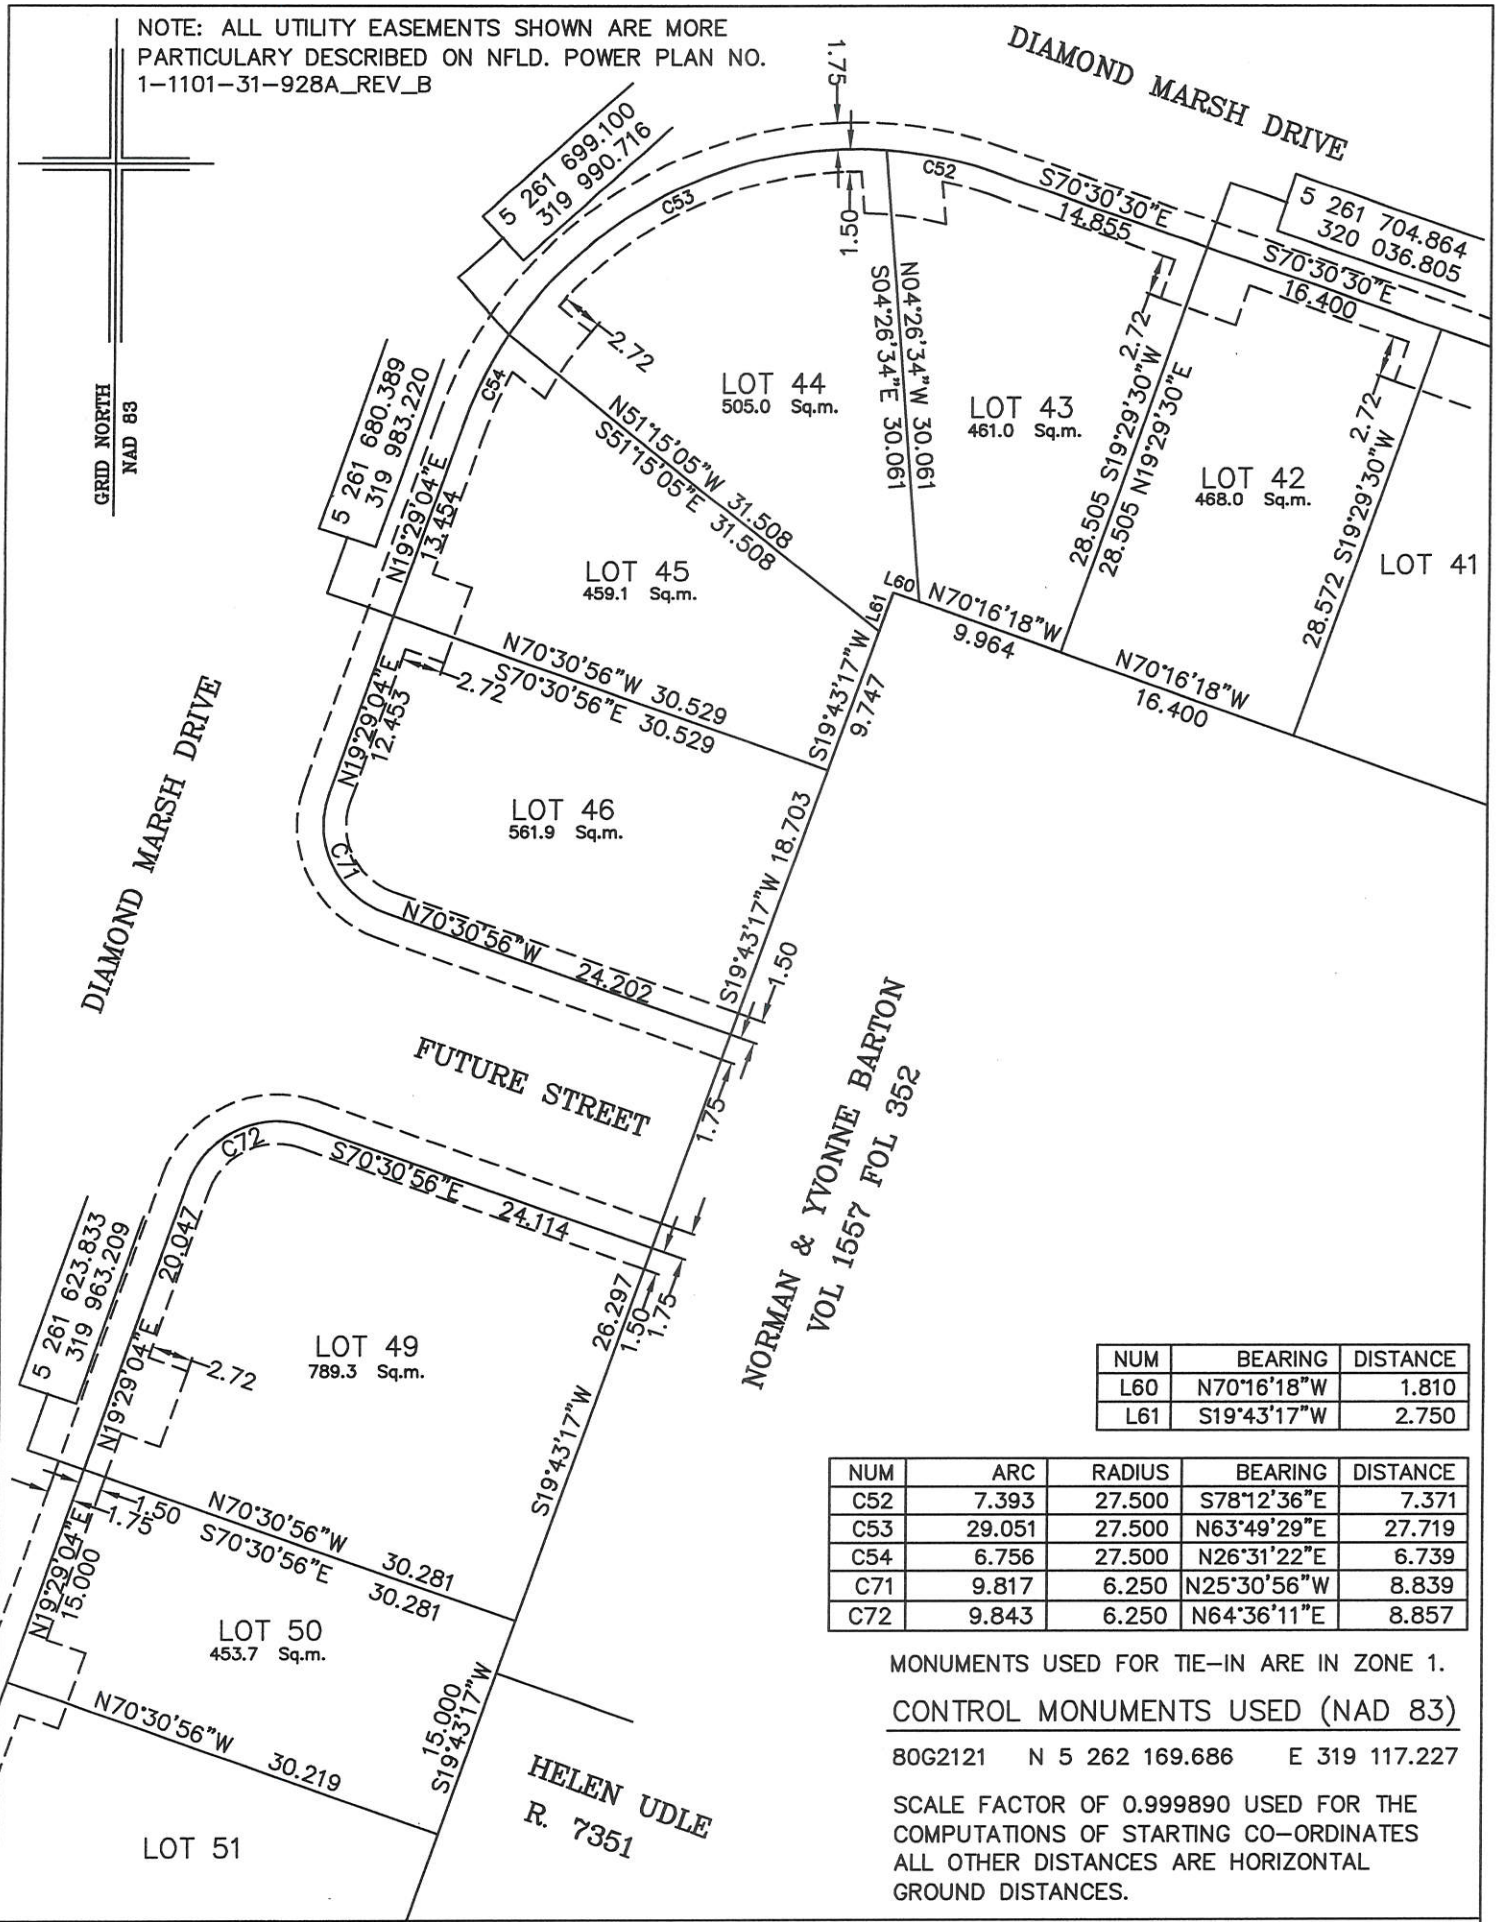 NOTE: ALL UTILITY EASEMENTS SHOWN ARE MORE
PARTICULARY DESCRIBED ON NFLD. POWER PLAN NO.
1-1101-31-928A_REV_B
GRID NORTH
NAD 83
DIAMOND MARSH DRIVE
1.75
1.50
5 261 699.100
319 990.716
C53
C52
S70°30'30"E
14.855
5 261 704.864
320 036.805
S70°30'30"E
16.400
2.72
LOT 44
505.0 Sq.m.
S04°26'34"E 30.061
N04°26'34"W 30.061
LOT 43
461.0 Sq.m.
2.72
28.505 S19°29'30"W
28.505 N19°29'30"E
LOT 42
468.0 Sq.m.
2.72
28.572 S19°29'30"W
LOT 41
5 261 680.389
319 983.220
C54
N19°29'04"E
13.454
N51°15'05"W 31.508
S51°15'05"E 31.508
LOT 45
459.1 Sq.m.
L60
L61
N70°16'18"W
9.964
N70°16'18"W
16.400
S19°43'17"W
9.747
N70°30'56"W 30.529
S70°30'56"E 30.529
2.72
N19°29'04"E
12.453
DIAMOND MARSH DRIVE
LOT 46
561.9 Sq.m.
C71
S19°43'17"W 18.703
N70°30'56"W 24.202
1.50
1.75
FUTURE STREET
NORMAN & YVONNE BARTON
VOL 1557 FOL 352
C72
S70°30'56"E 24.114
5 261 623.833
319 963.209
20.047
N19°29'04"E
2.72
LOT 49
789.3 Sq.m.
26.297
S19°43'17"W
1.50
1.75
1.50
1.75
N70°30'56"W 30.281
S70°30'56"E 30.281
N19°29'04"E
15.000
LOT 50
453.7 Sq.m.
15.000
S19°43'17"W
N70°30'56"W 30.219
LOT 51
HELEN UDLE
R. 7351
NUM BEARING DISTANCE
L60 N70°16'18"W 1.810
L61 S19°43'17"W 2.750
NUM ARC RADIUS BEARING DISTANCE
C52 7.393 27.500 S78°12'36"E 7.371
C53 29.051 27.500 N63°49'29"E 27.719
C54 6.756 27.500 N26°31'22"E 6.739
C71 9.817 6.250 N25°30'56"W 8.839
C72 9.843 6.250 N64°36'11"E 8.857
MONUMENTS USED FOR TIE-IN ARE IN ZONE 1.
CONTROL MONUMENTS USED (NAD 83)
80G2121 N 5 262 169.686 E 319 117.227
SCALE FACTOR OF 0.999890 USED FOR THE
COMPUTATIONS OF STARTING CO-ORDINATES
ALL OTHER DISTANCES ARE HORIZONTAL
GROUND DISTANCES.